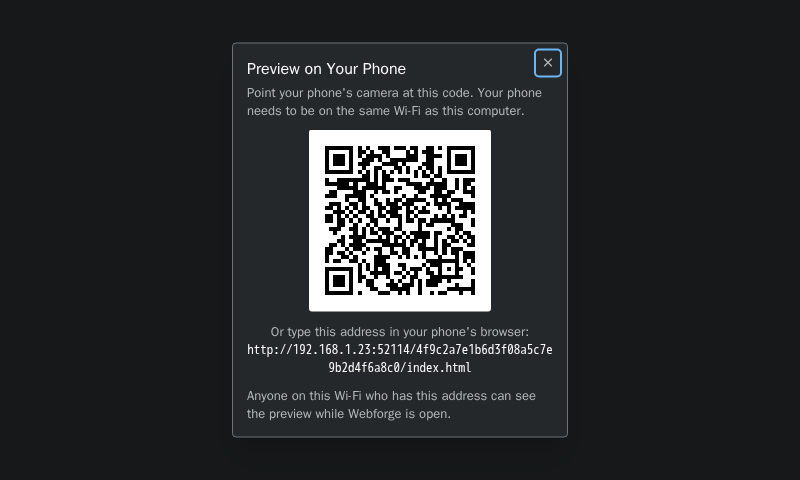 Preview on Your Phone
Point your phone's camera at this code. Your phone
needs to be on the same Wi-Fi as this computer.
Or type this address in your phone's browser:
http://192.168.1.23:52114/4f9c2a7e1b6d3f08a5c7e
9b2d4f6a8c0/index.html
Anyone on this Wi-Fi who has this address can see
the preview while Webforge is open.